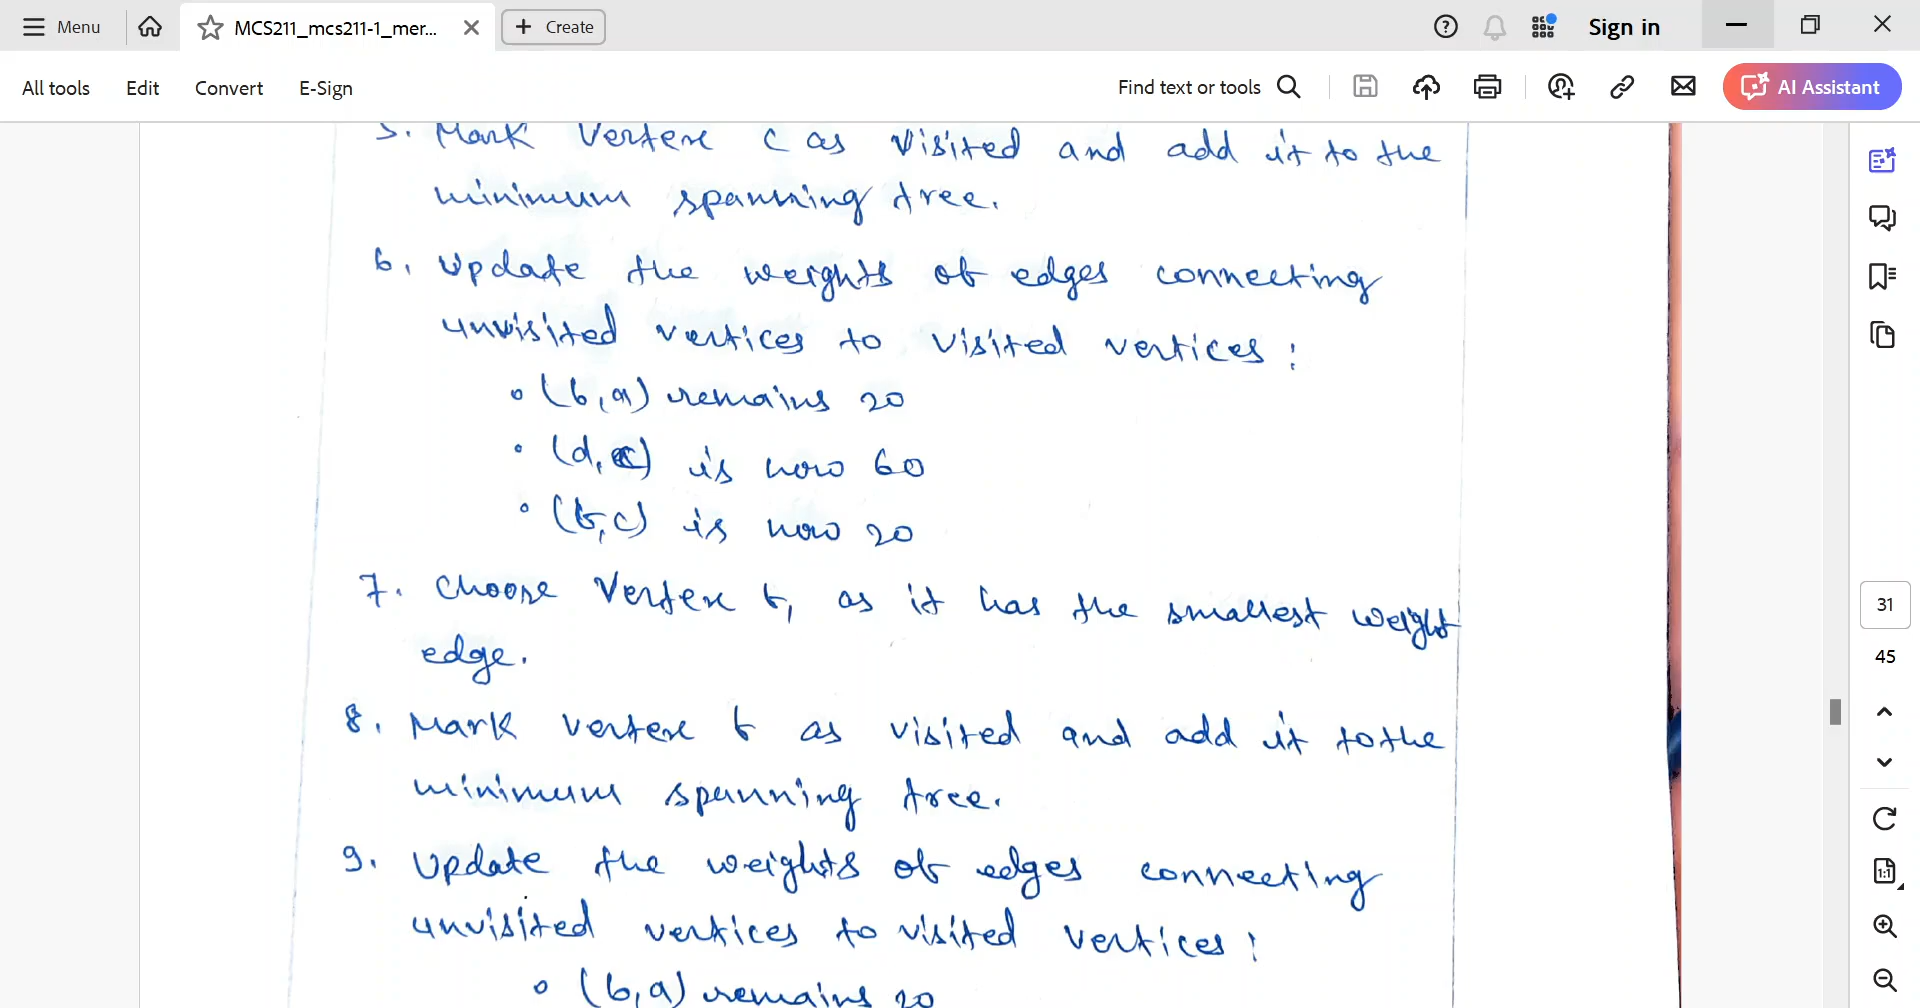 Menu
MCS211_mcs211-1_mer...
Create
Sign in
All tools
Edit
Convert
E-Sign
Find text or tools
AI Assistant
5. Mark Vertex C as Visited and add it to the
minimum spanning tree.
6. Update the weights of edges connecting
unvisited vertices to visited vertices:
(b,a) remains 20
(d,c) is now 60
(b,c) is now 20
7. Choose Vertex b, as it has the smallest weight
edge.
8. Mark vertex b as visited and add it to the
minimum spanning tree.
9. Update the weights of edges connecting
unvisited vertices to visited vertices:
(b,a) remains 20
31
45